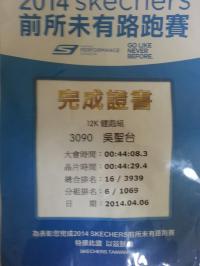 2014 skechers
前所未有路跑賽
PERFORMANCE
GO LIKE
NEVER
BEFORE.
完成證書
12K 健跑組
3090 吳聖台
大會時間：00:44:08.3
晶片時間：00:44:29.4
總合排名：16 / 3939
分組排名：6 / 1069
日期：2014.04.06
為表彰您完成2014 SKECHERS前所未有路跑賽
特頒此證 以茲鼓勵
SKECHERS TAIWAN